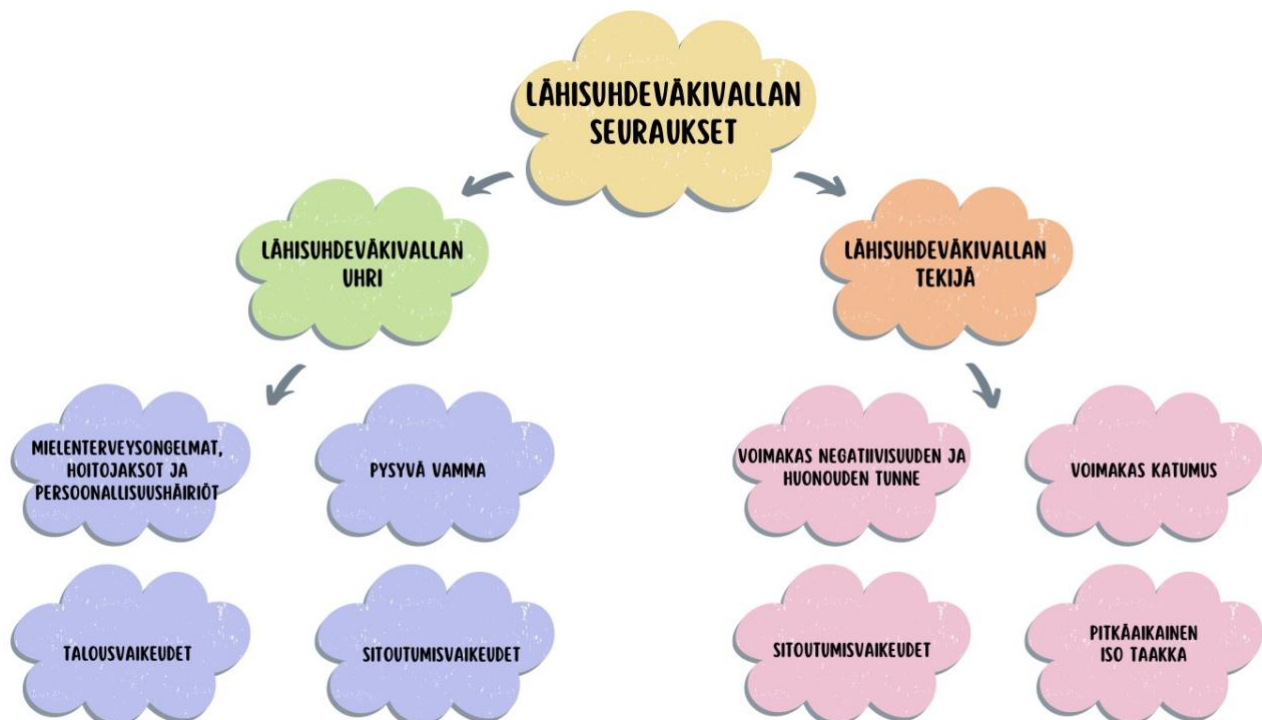 LÄHISUHDEVÄKIVALLAN
SEURAUKSET
LÄHISUHDEVÄKIVALLAN
UHRI
LÄHISUHDEVÄKIVALLAN
TEKIJÄ
MIELENTERVEYSONGELMAT,
HOITOJAKSOT JA
PERSOONALLISUUSHÄIRIÖT
PYSYVÄ VAMMA
VOIMAKAS NEGATIIVISUUDEN JA
HUONOUDEN TUNNE
VOIMAKAS KATUMUS
TALOUSVAIKEUDET
SITOUTUMISVAIKEUDET
SITOUTUMISVAIKEUDET
PITKÄAIKAINEN
ISO TAAKKA